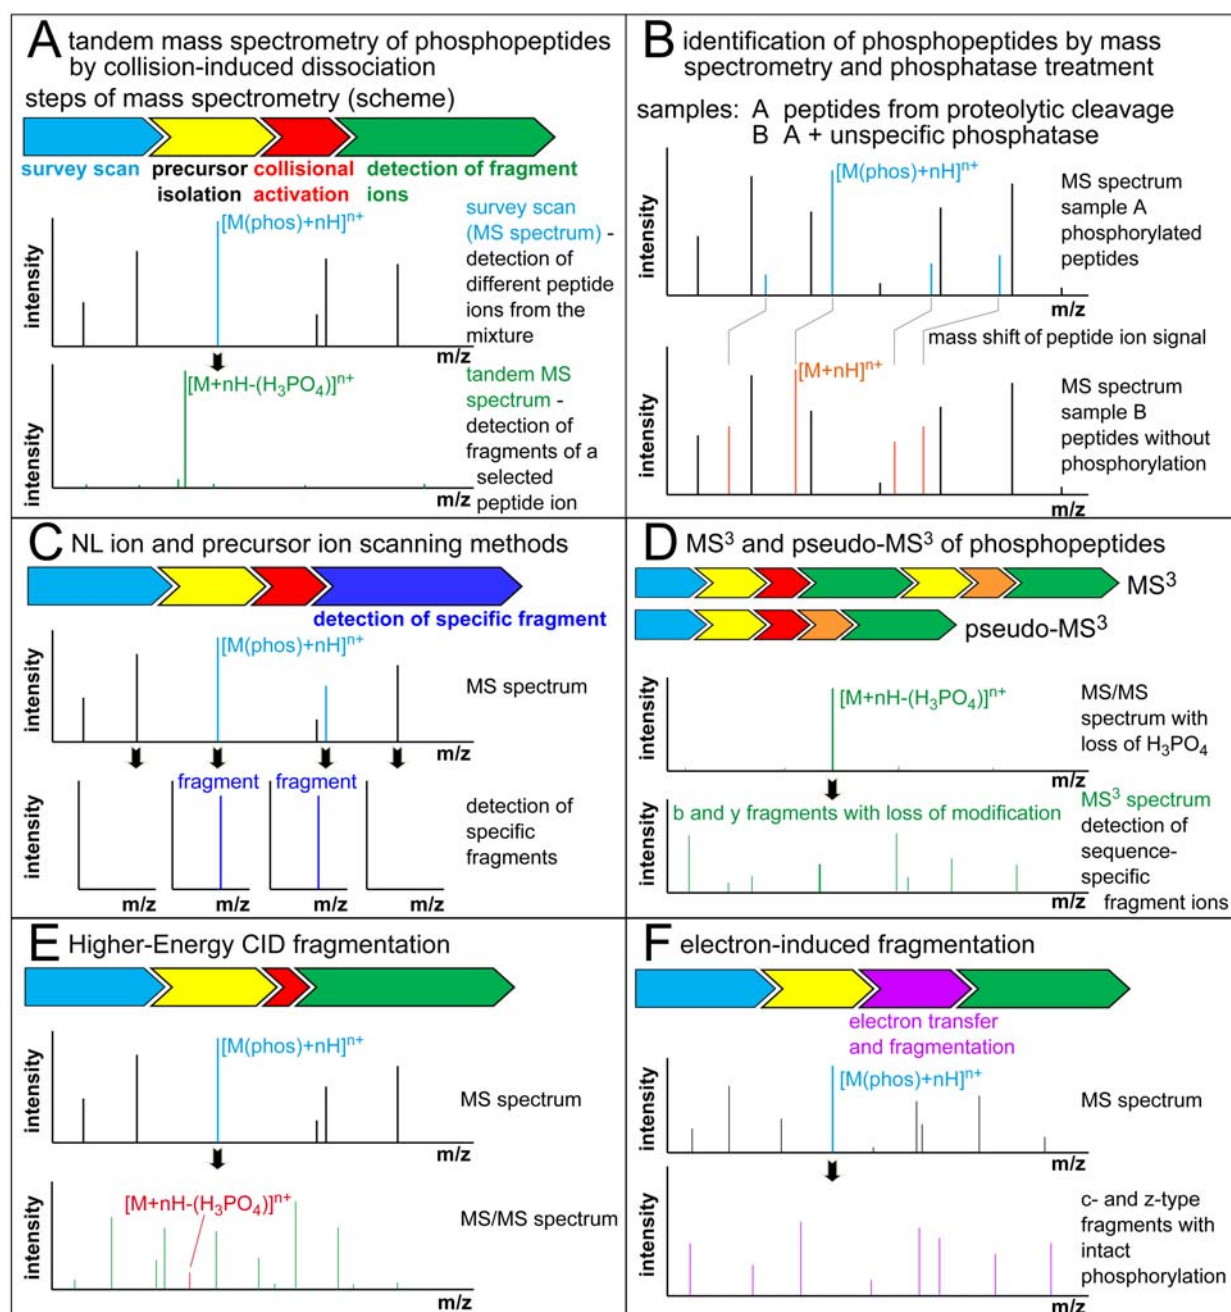 A tandem mass spectrometry of phosphopeptides
by collision-induced dissociation
steps of mass spectrometry (scheme)
survey scan
precursor
isolation
collisional
activation
detection of fragment
ions
intensity
[M(phos)+nH]ⁿ⁺
m/z
survey scan
(MS spectrum) -
detection of
different peptide
ions from the
mixture
intensity
[M+nH-(H₃PO₄)]ⁿ⁺
m/z
tandem MS
spectrum -
detection of
fragments of a
selected
peptide ion
B identification of phosphopeptides by mass
spectrometry and phosphatase treatment
samples: A peptides from proteolytic cleavage
B A + unspecific phosphatase
intensity
[M(phos)+nH]ⁿ⁺
m/z
MS spectrum
sample A
phosphorylated
peptides
mass shift of peptide ion signal
intensity
[M+nH]ⁿ⁺
m/z
MS spectrum
sample B
peptides without
phosphorylation
C NL ion and precursor ion scanning methods
detection of specific fragment
intensity
[M(phos)+nH]ⁿ⁺
m/z
MS spectrum
intensity
fragment
fragment
m/z
m/z
m/z
m/z
detection of
specific
fragments
D MS³ and pseudo-MS³ of phosphopeptides
MS³
pseudo-MS³
intensity
[M+nH-(H₃PO₄)]ⁿ⁺
m/z
MS/MS
spectrum with
loss of H₃PO₄
intensity
b and y fragments with loss of modification
m/z
MS³ spectrum
detection of
sequence-
specific
fragment ions
E Higher-Energy CID fragmentation
intensity
[M(phos)+nH]ⁿ⁺
m/z
MS spectrum
intensity
[M+nH-(H₃PO₄)]ⁿ⁺
m/z
MS/MS spectrum
F electron-induced fragmentation
electron transfer
and fragmentation
intensity
[M(phos)+nH]ⁿ⁺
m/z
MS spectrum
intensity
m/z
c- and z-type
fragments with
intact
phosphorylation